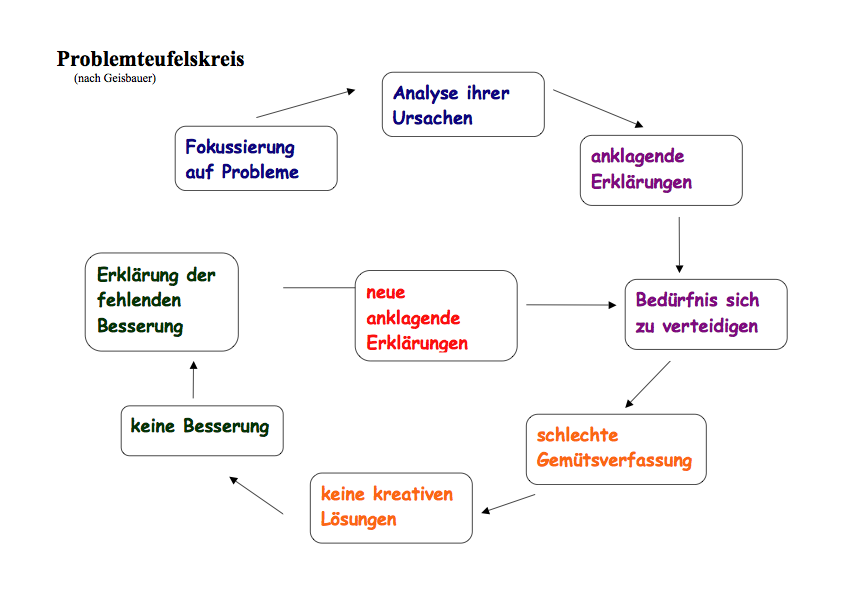 Problemteufelskreis
(nach Geisbauer)
Fokussierung
auf Probleme
Analyse ihrer
Ursachen
anklagende
Erklärungen
Bedürfnis sich
zu verteidigen
schlechte
Gemütsverfassung
keine kreativen
Lösungen
keine Besserung
Erklärung der
fehlenden
Besserung
neue
anklagende
Erklärungen